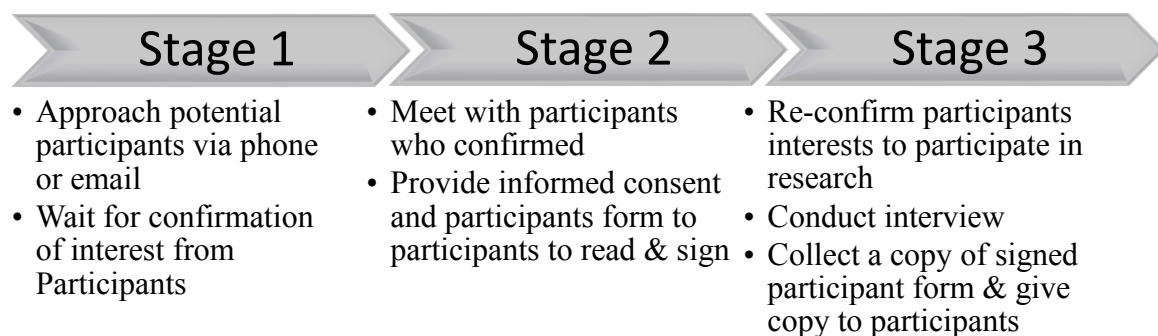 Stage 1
• Approach potential
participants via phone
or email
• Wait for confirmation
of interest from
Participants
Stage 2
• Meet with participants
who confirmed
• Provide informed consent
and participants form to
participants to read & sign
Stage 3
• Re-confirm participants
interests to participate in
research
• Conduct interview
• Collect a copy of signed
participant form & give
copy to participants